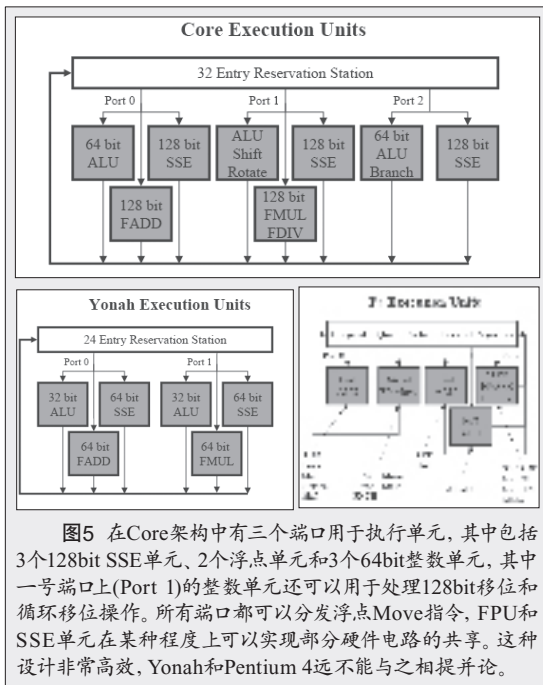 Core Execution Units
32 Entry Reservation Station
Port 0
Port 1
Port 2
64 bit
ALU
128 bit
SSE
ALU
Shift
Rotate
128 bit
SSE
64 bit
ALU
Branch
128 bit
SSE
128 bit
FADD
128 bit
FMUL
FDIV
Yonah Execution Units
24 Entry Reservation Station
Port 0
Port 1
32 bit
ALU
64 bit
SSE
32 bit
ALU
64 bit
SSE
64 bit
FADD
64 bit
FMUL
Units
图5 在Core架构中有三个端口用于执行单元, 其中包括
3个128bit SSE单元、2个浮点单元和3个64bit整数单元, 其中
一号端口上(Port 1)的整数单元还可以用于处理128bit移位和
循环移位操作。所有端口都可以分发浮点Move指令, FPU和
SSE单元在某种程度上可以实现部分硬件电路的共享。这种
设计非常高效, Yonah和Pentium 4远不能与之相提并论。